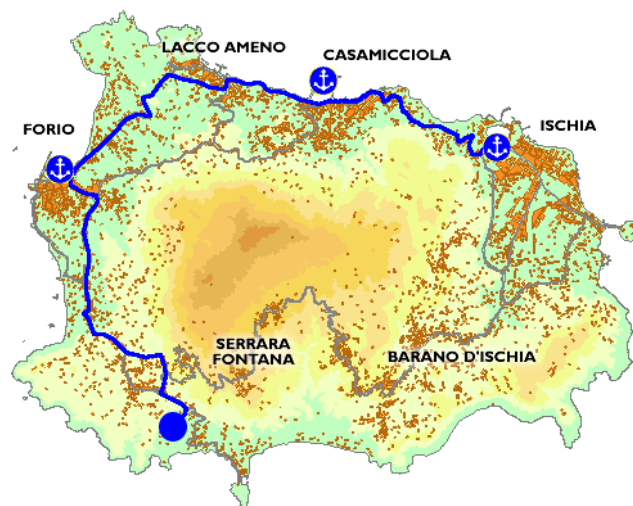 LACCO AMENO
CASAMICCIOLA
FORIO
ISCHIA
SERRARA
FONTANA
BARANO D'ISCHIA